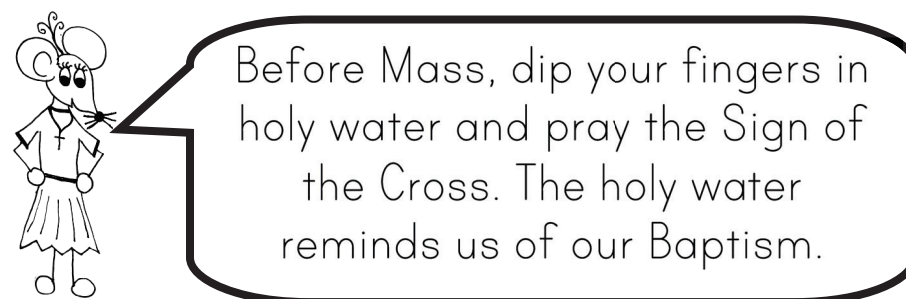 Before Mass, dip your fingers in
holy water and pray the Sign of
the Cross. The holy water
reminds us of our Baptism.